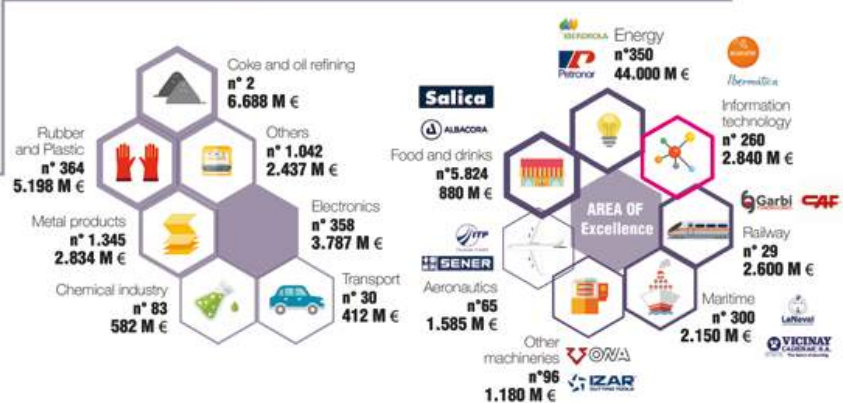 Coke and oil refining
n° 2
6.688 M €
Rubber
and Plastic
n° 364
5.198 M €
Others
n° 1.042
2.437 M €
Metal products
n° 1.345
2.834 M €
Electronics
n° 358
3.787 M €
Chemical industry
n° 83
582 M €
Transport
n° 30
412 M €
IBERDROLA
Petronor
Energy
n°350
44.000 M €
Ibermática
Information
technology
n° 260
2.840 M €
Salica
ALBACORA
Food and drinks
n°5.824
880 M €
AREA OF
Excellence
Garbi CAF
Railway
n° 29
2.600 M €
ITP
SENER
Aeronautics
n°65
1.585 M €
Maritime
n° 300
2.150 M €
LaNaval
VICINAY
CADENAS S.A.
Other
machineries
n°96
1.180 M €
ONA
IZAR
CUTTING TOOLS